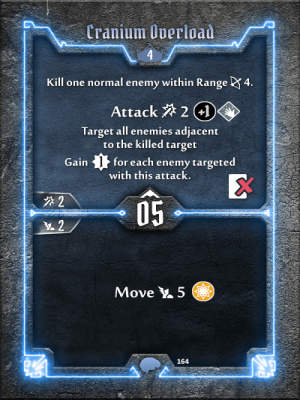 Cranium Overload
4
Kill one normal enemy within Range 4.
Attack 2 +1
Target all enemies adjacent
to the killed target
Gain 1 for each enemy targeted
with this attack.
2
05
2
Move 5
164